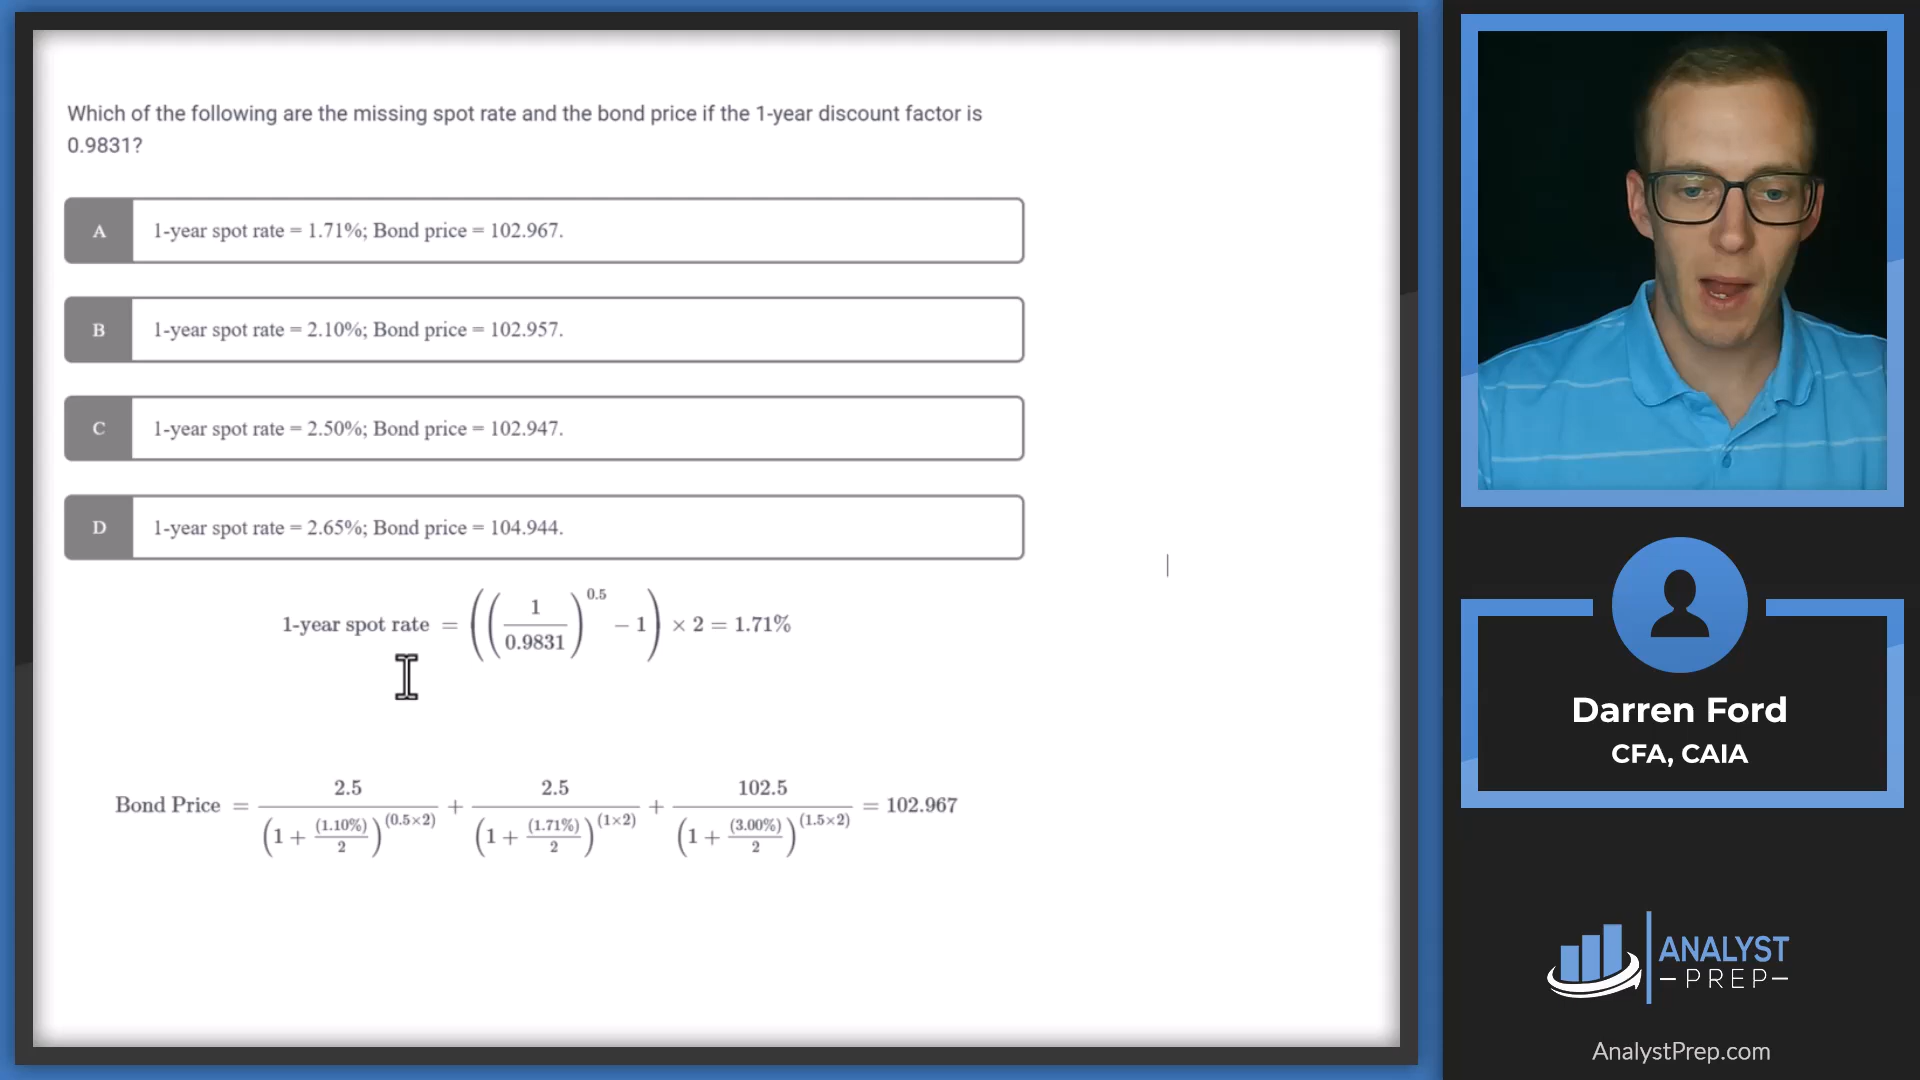 Which of the following are the missing spot rate and the bond price if the 1-year discount factor is
0.9831?
A 1-year spot rate = 1.71%; Bond price = 102.967.
B 1-year spot rate = 2.10%; Bond price = 102.957.
C 1-year spot rate = 2.50%; Bond price = 102.947.
D 1-year spot rate = 2.65%; Bond price = 104.944.
1-year spot rate = ((1/0.9831)^0.5 − 1) × 2 = 1.71%
Bond Price = 2.5/(1 + (1.10%)/2)^(0.5×2) + 2.5/(1 + (1.71%)/2)^(1×2) + 102.5/(1 + (3.00%)/2)^(1.5×2) = 102.967
Darren Ford
CFA, CAIA
ANALYST
PREP
AnalystPrep.com